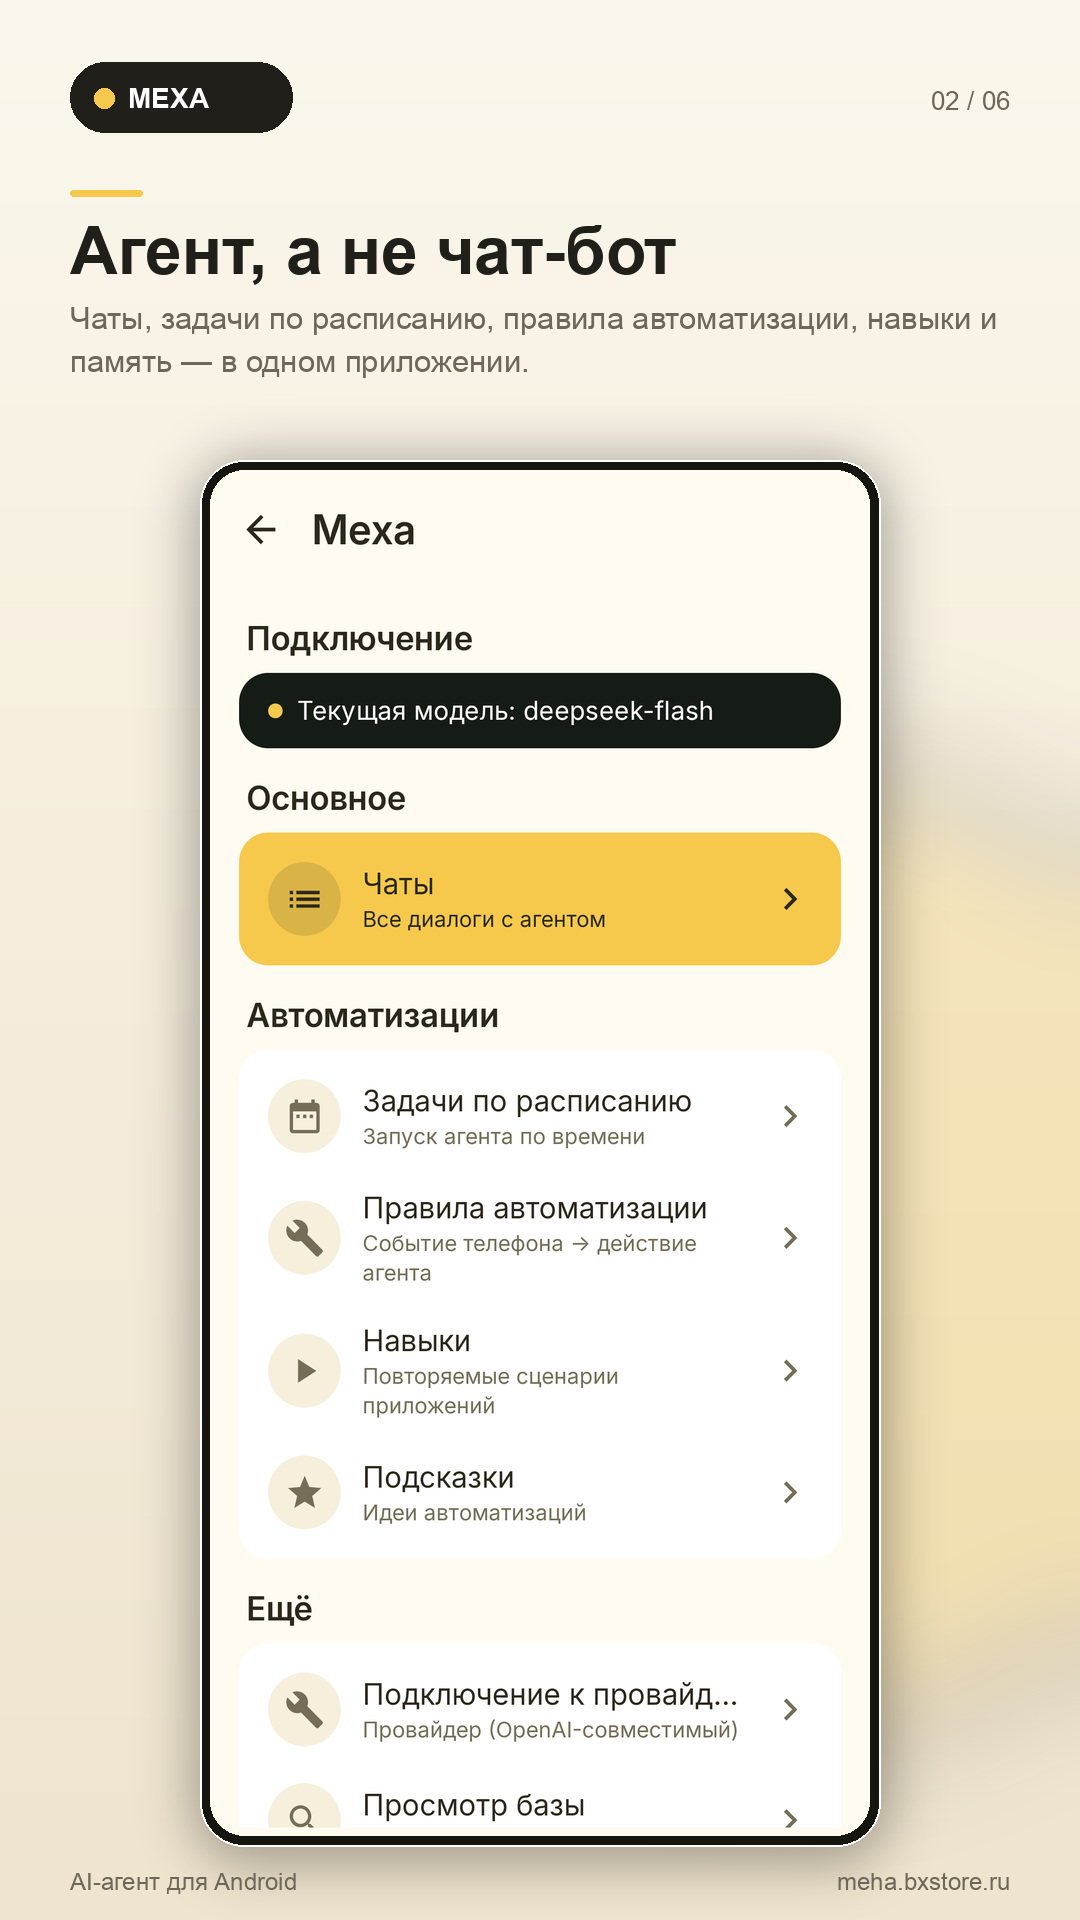 МЕХА
02 / 06
Агент, а не чат-бот
Чаты, задачи по расписанию, правила автоматизации, навыки и
память — в одном приложении.
Меха
Подключение
Текущая модель: deepseek-flash
Основное
Чаты
Все диалоги с агентом
Автоматизации
Задачи по расписанию
Запуск агента по времени
Правила автоматизации
Событие телефона → действие
агента
Навыки
Повторяемые сценарии
приложений
Подсказки
Идеи автоматизаций
Ещё
Подключение к провайд...
Провайдер (OpenAI-совместимый)
Просмотр базы
AI-агент для Android
meha.bxstore.ru